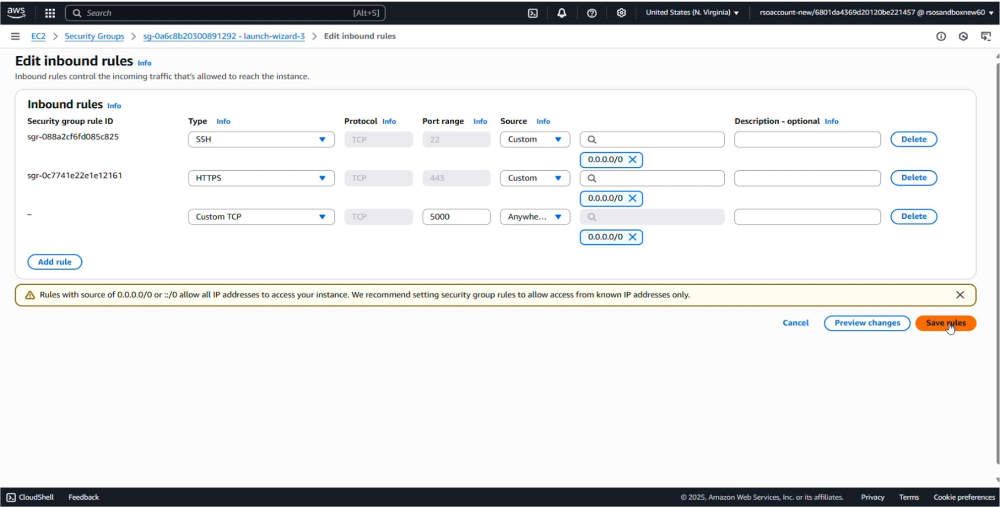 aws Search [Alt+S] United States (N. Virginia) rsoaccount-new/6801da4369d20120be221457 @ rsosandboxnew60
EC2 > Security Groups > sg-0a6c8b20300891292 - launch-wizard-3 > Edit inbound rules
Edit inbound rules Info
Inbound rules control the incoming traffic that's allowed to reach the instance.
Inbound rules Info
Security group rule ID Type Info Protocol Info Port range Info Source Info Description - optional Info
sgr-088a2cf6fd085c825 SSH TCP 22 Custom Delete
0.0.0.0/0
sgr-0c7741e22e1e12161 HTTPS TCP 443 Custom Delete
0.0.0.0/0
– Custom TCP TCP 5000 Anywhe... Delete
0.0.0.0/0
Add rule
Rules with source of 0.0.0.0/0 or ::/0 allow all IP addresses to access your instance. We recommend setting security group rules to allow access from known IP addresses only.
Cancel Preview changes Save rules
CloudShell Feedback © 2025, Amazon Web Services, Inc. or its affiliates. Privacy Terms Cookie preferences